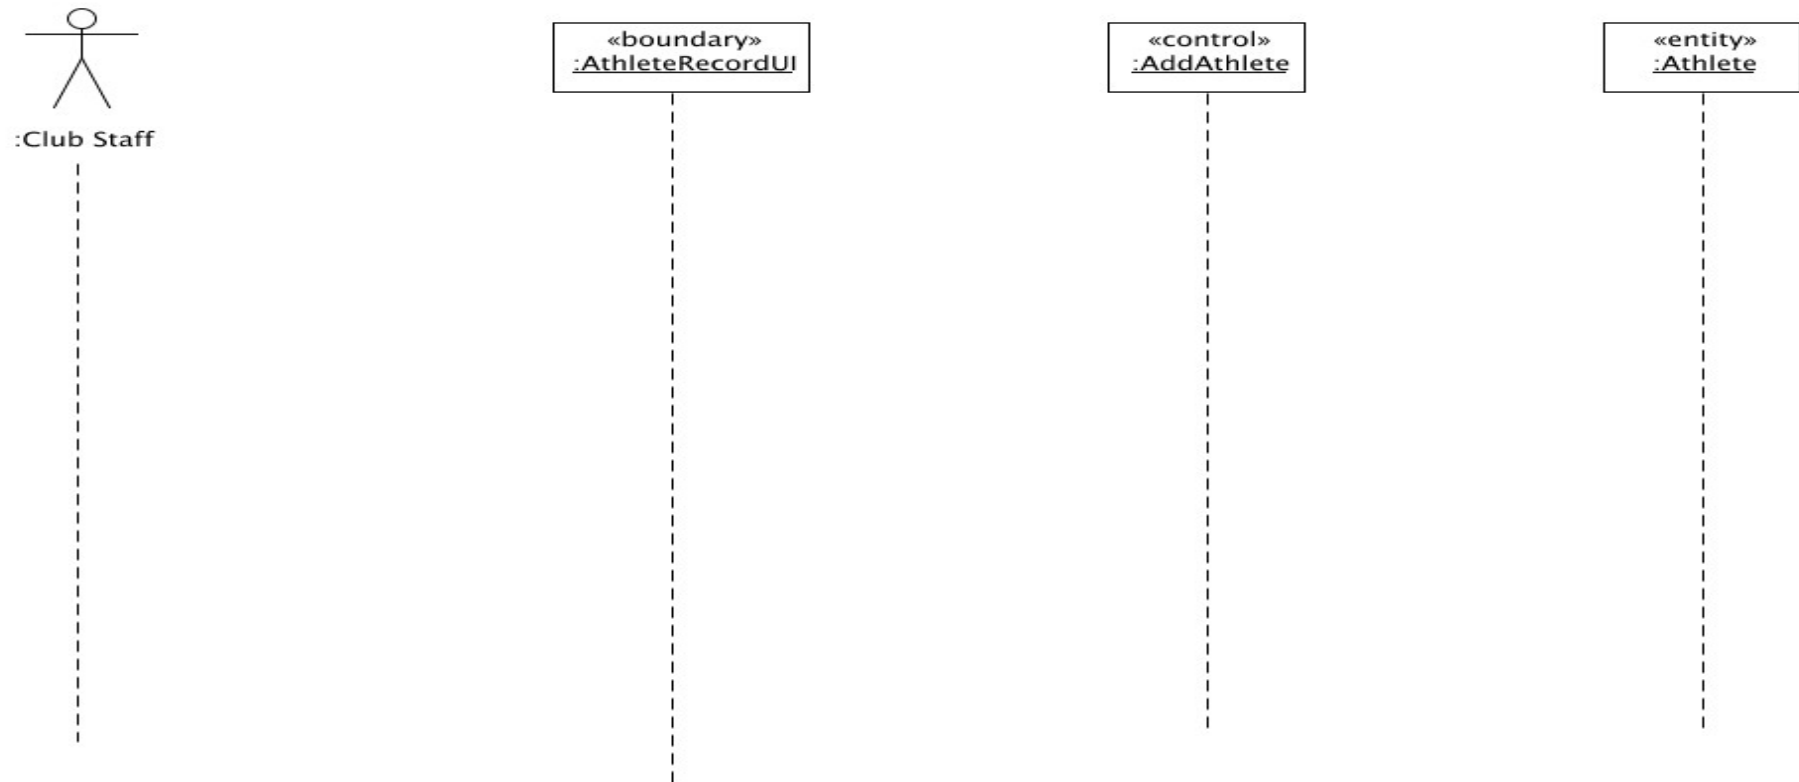 :Club Staff
«boundary»
:AthleteRecordUI
«control»
:AddAthlete
«entity»
:Athlete